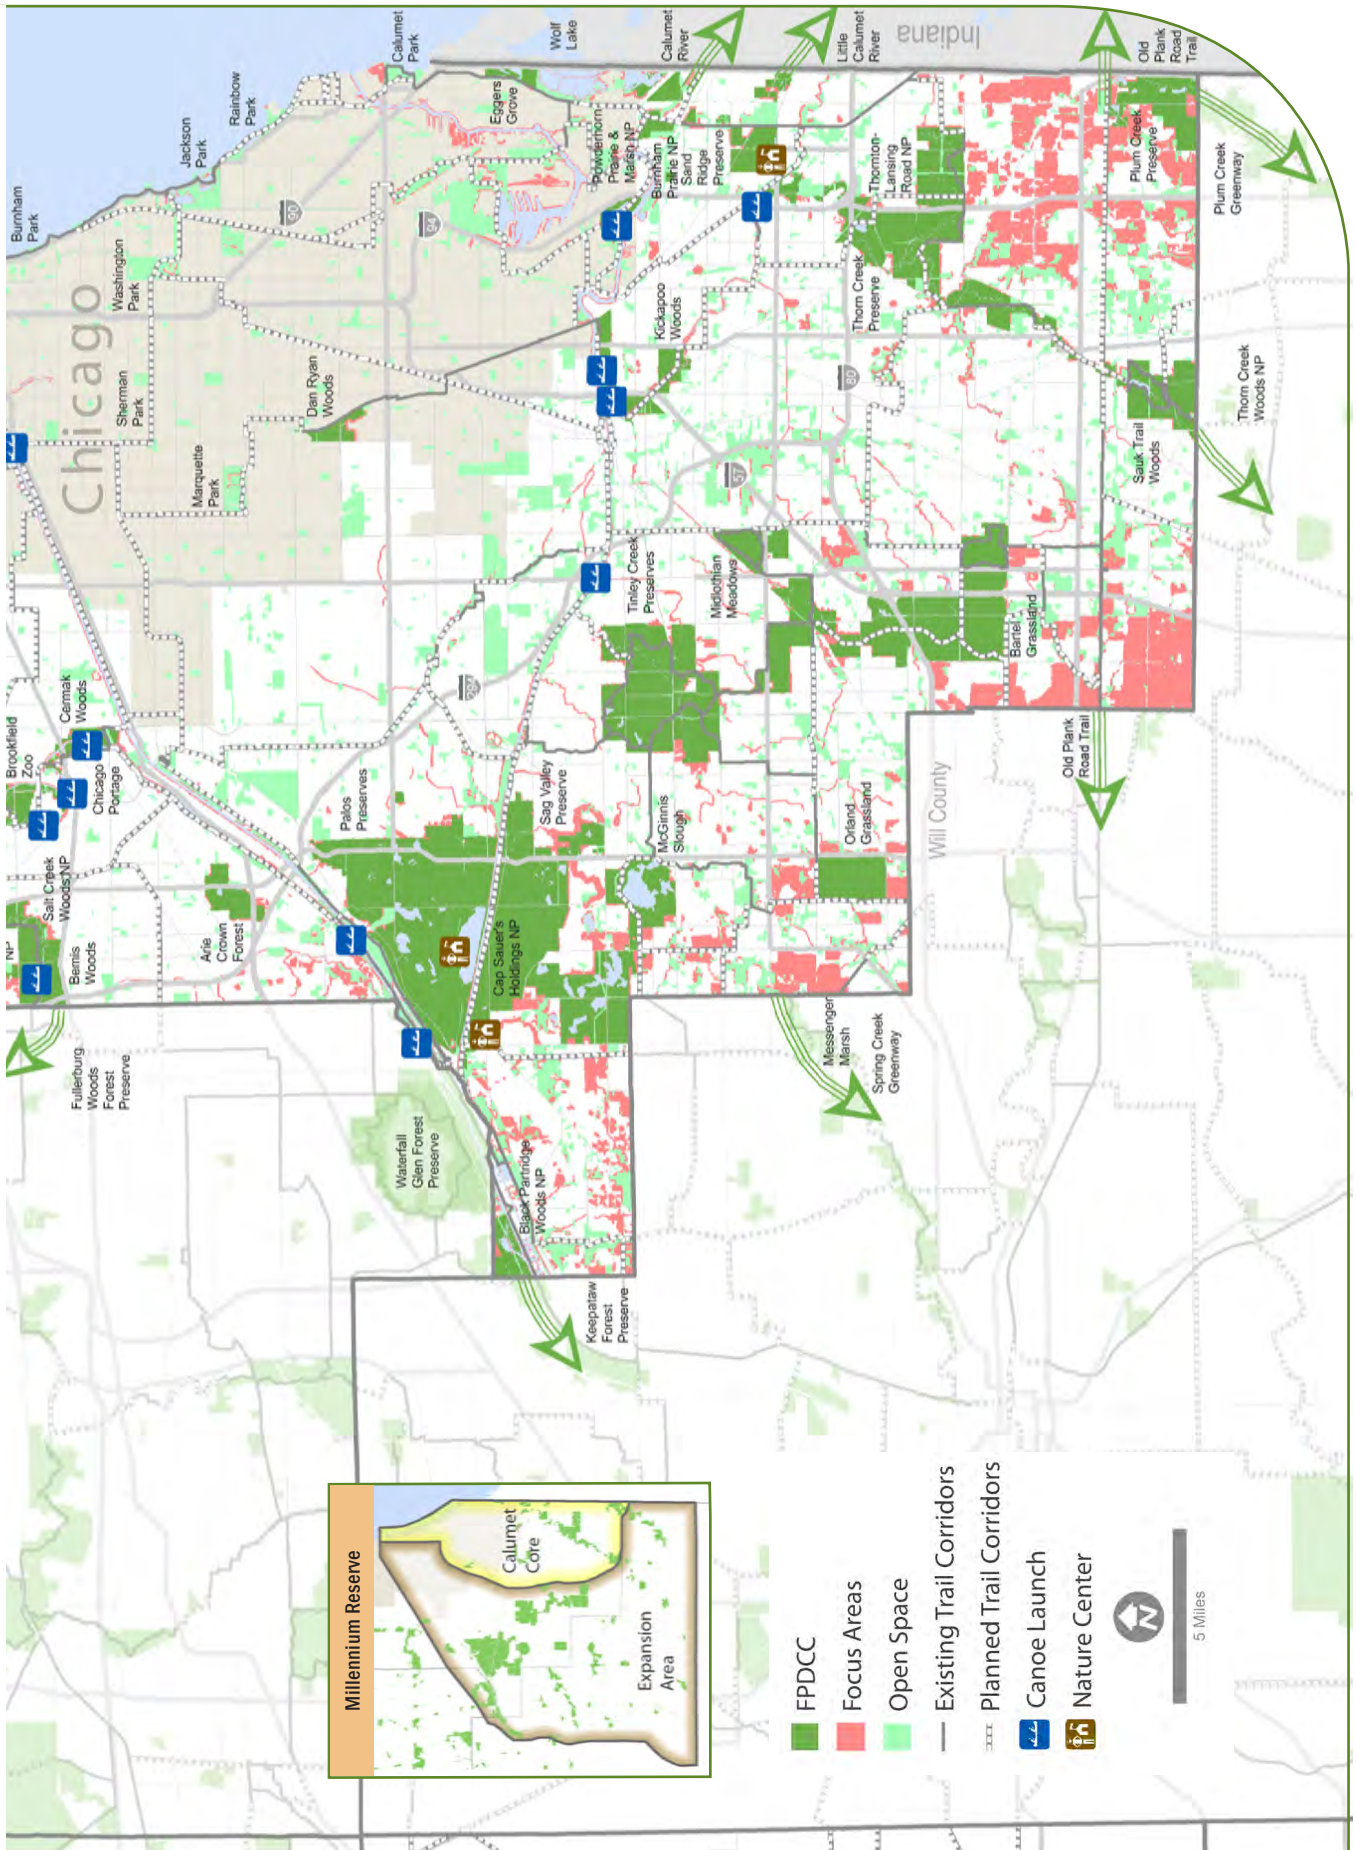 Burnham
Park
Jackson
Park
Rainbow
Park
Calumet
Park
Wolf
Lake
Calumet
River
Little
Calumet
River
Indiana
Old
Plank
Road
Trail
Chicago
Washington
Park
Sherman
Park
Marquette
Park
Dan Ryan
Woods
90
94
Eggers
Grove
Powderhorn
Prairie &
Marsh NP
Burnham
Prairie NP
Sand
Ridge
Preserve
Kickapoo
Woods
Thornton-
Lansing
Road NP
Thorn Creek
Preserve
80
57
Plum Creek
Preserve
Plum Creek
Greenway
Thorn Creek
Woods NP
Sauk Trail
Woods
Brookfield
Zoo
Cermak
Woods
Chicago
Portage
Salt Creek
Woods NP
NP
Bemis
Woods
Arie
Crown
Forest
Fullerburg
Woods
Forest
Preserve
Palos
Preserves
294
Tinley Creek
Preserves
Midlothian
Meadows
Bartel
Grassland
Sag Valley
Preserve
McGinnis
Slough
Orland
Grassland
Old Plank
Road Trail
Will County
Cap Sauer's
Holdings NP
Waterfall
Glen Forest
Preserve
Black Partridge
Woods NP
Keepataw
Forest
Preserve
Messenger
Marsh
Spring Creek
Greenway
Millennium Reserve
Calumet
Core
Expansion
Area
FPDCC
Focus Areas
Open Space
Existing Trail Corridors
Planned Trail Corridors
Canoe Launch
Nature Center
N
5 Miles